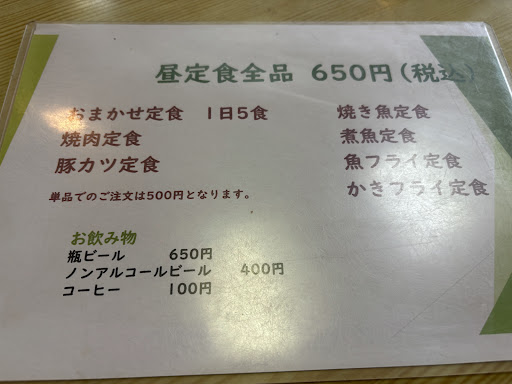 昼定食全品 650円(税込)
おまかせ定食 1日5食
焼肉定食
豚カツ定食
焼き魚定食
煮魚定食
魚フライ定食
かきフライ定食
単品でのご注文は500円となります。
お飲み物
瓶ビール 650円
ノンアルコールビール 400円
コーヒー 100円